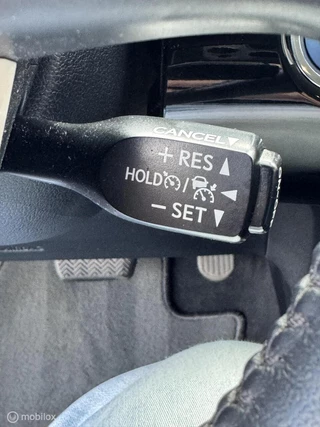 CANCEL▼
+ RES ▲
HOLD / ◀
− SET ▼
© mobilox